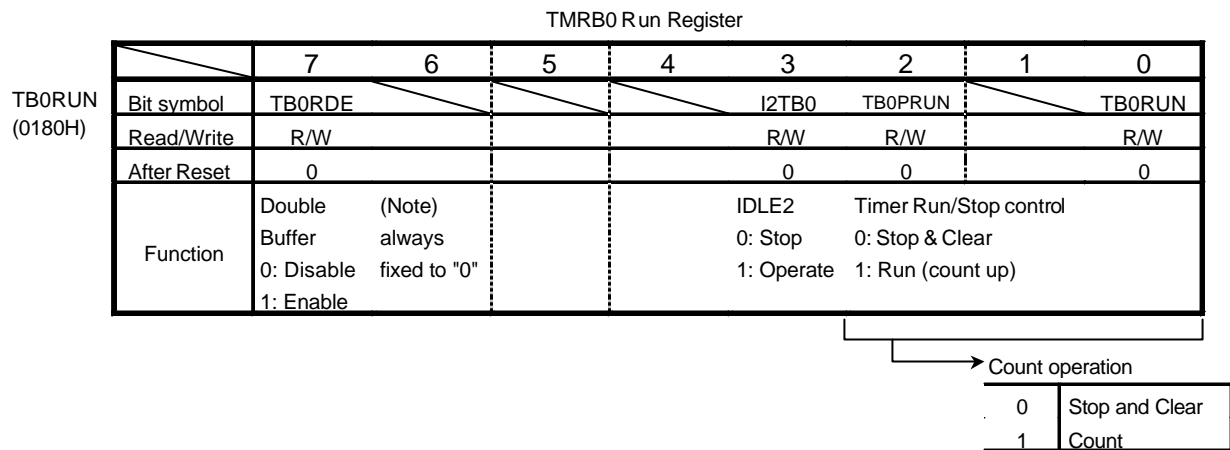 TMRB0 Run Register
7 6 5 4 3 2 1 0
TB0RUN
(0180H)
Bit symbol TB0RDE I2TB0 TB0PRUN TB0RUN
Read/Write R/W R/W R/W R/W
After Reset 0 0 0 0
Function
Double
Buffer
0: Disable
1: Enable
(Note)
always
fixed to "0"
IDLE2
0: Stop
1: Operate
Timer Run/Stop control
0: Stop & Clear
1: Run (count up)
Count operation
0 Stop and Clear
1 Count